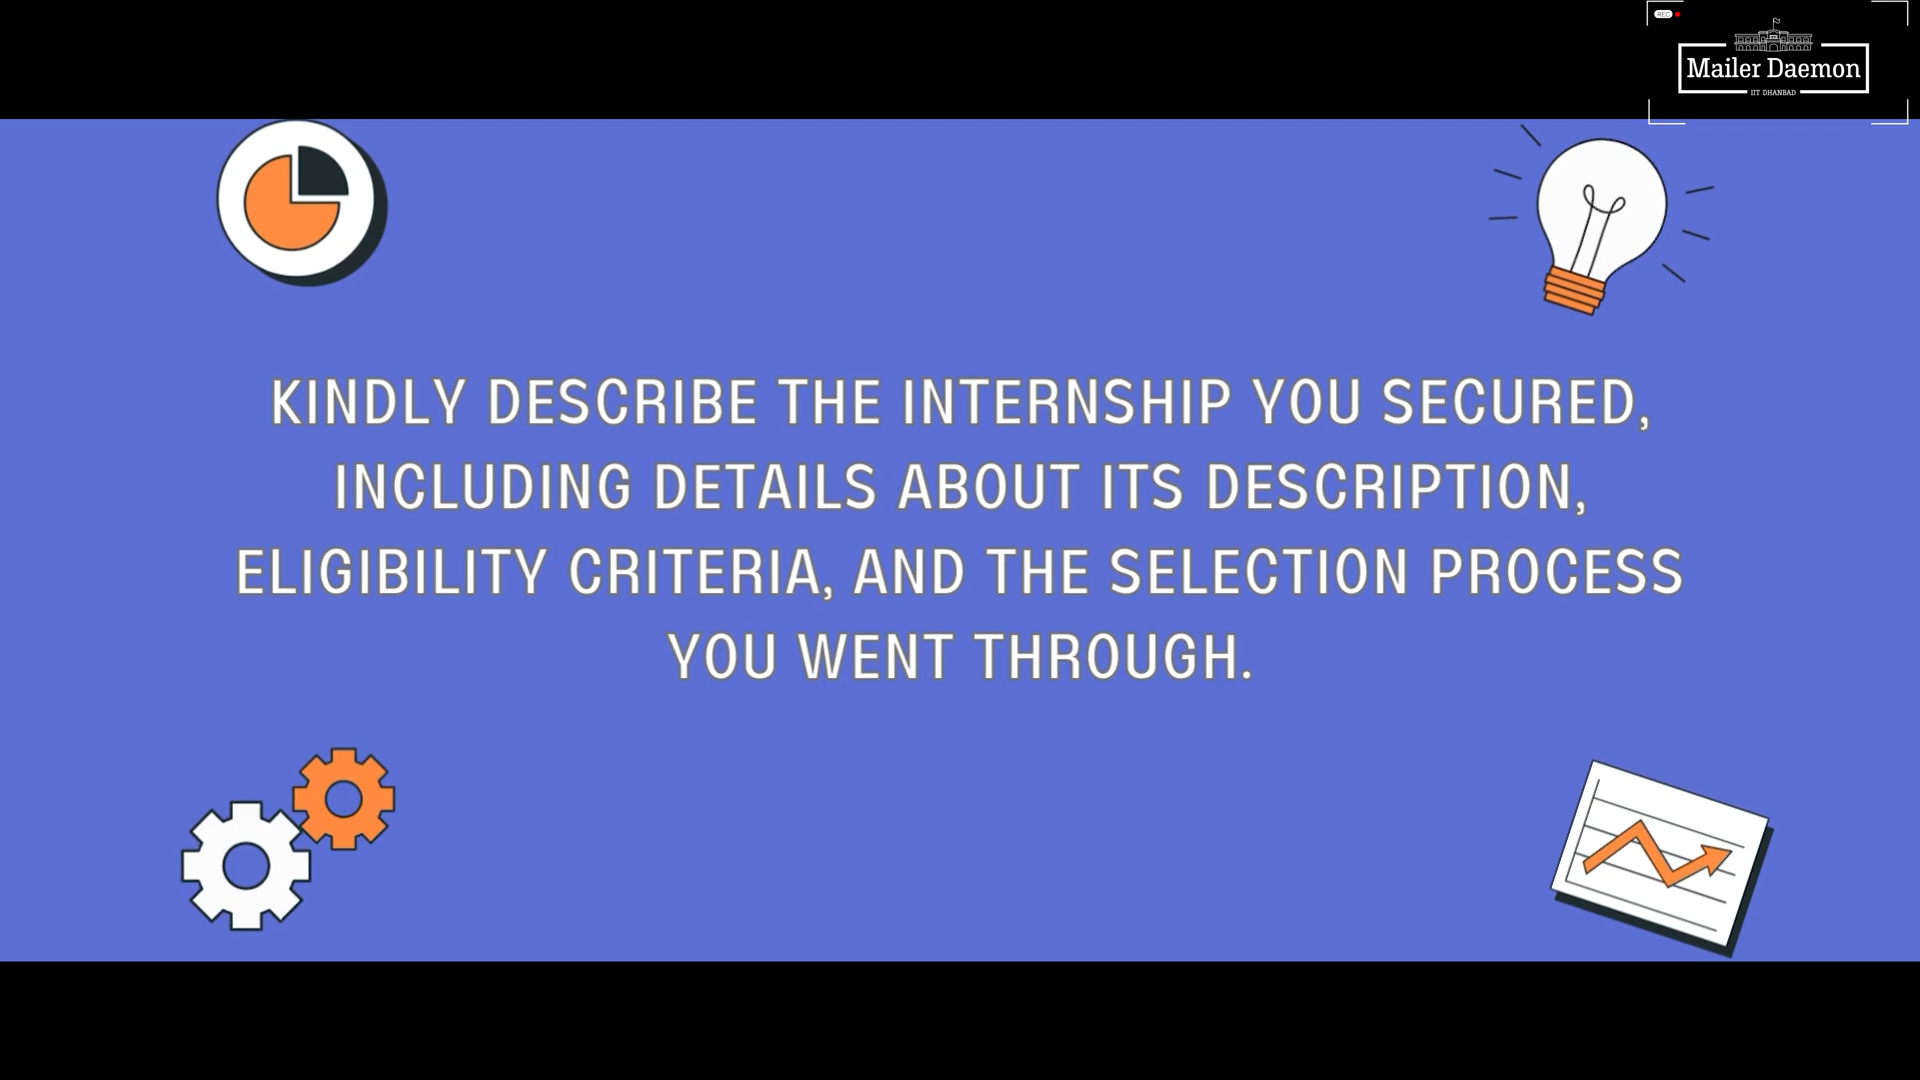 REC
Mailer Daemon
IIT DHANBAD
KINDLY DESCRIBE THE INTERNSHIP YOU SECURED,
INCLUDING DETAILS ABOUT ITS DESCRIPTION,
ELIGIBILITY CRITERIA, AND THE SELECTION PROCESS
YOU WENT THROUGH.